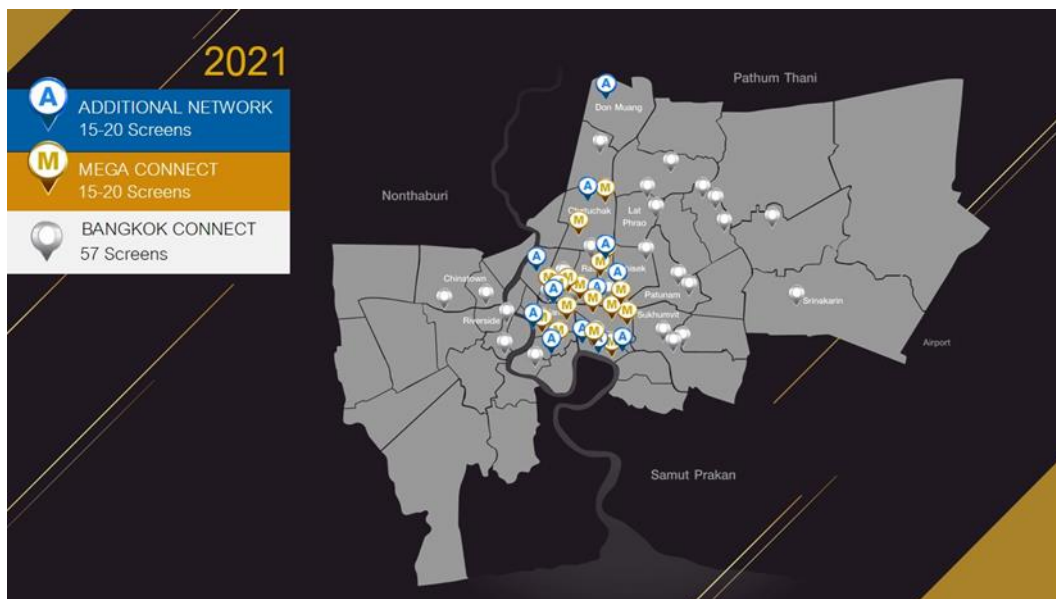 2021
A ADDITIONAL NETWORK
15-20 Screens
M MEGA CONNECT
15-20 Screens
BANGKOK CONNECT
57 Screens
Pathum Thani
Don Muang
Nonthaburi
Chatuchak
Lat
Phrao
Chinatown
Patunam
Srinakarin
Riverside
Sukhumvit
Airport
Samut Prakan